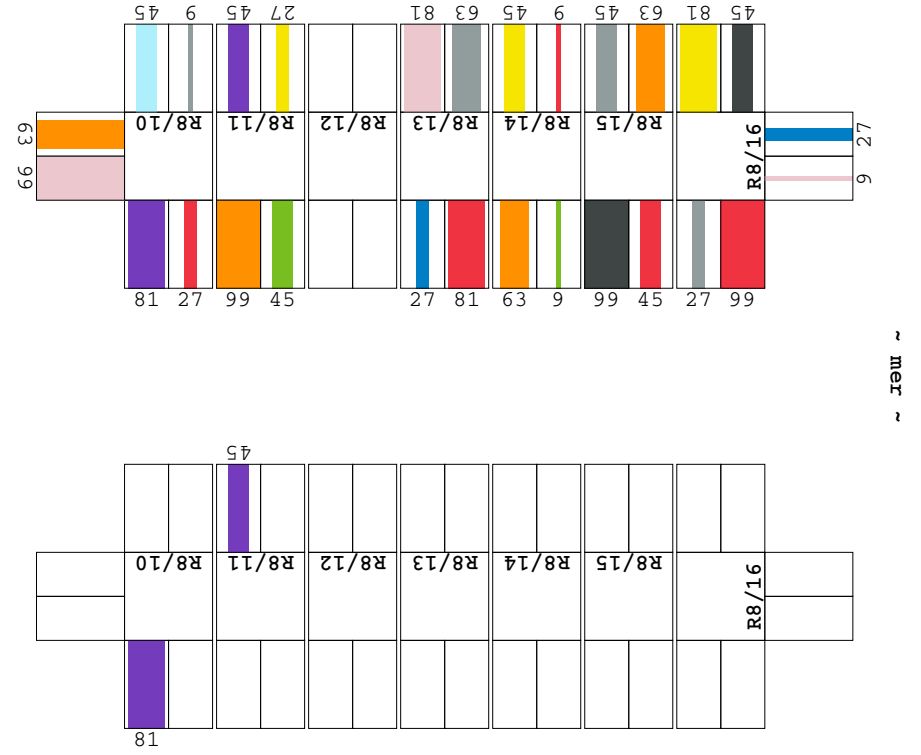 45 9 45 27 81 63 45 9 45 63 81 45
63 R8/10 R8/11 R8/12 R8/13 R8/14 R8/15 R8/16 27
99 9
81 27 99 45 27 81 63 9 99 45 27 99
~ mer ~
45
R8/10 R8/11 R8/12 R8/13 R8/14 R8/15 R8/16
81